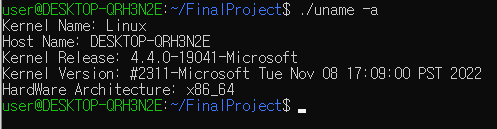 user@DESKTOP-QRH3N2E:~/FinalProject$ ./uname -a
Kernel Name: Linux
Host Name: DESKTOP-QRH3N2E
Kernel Release: 4.4.0-19041-Microsoft
Kernel Version: #2311-Microsoft Tue Nov 08 17:09:00 PST 2022
HardWare Architecture: x86_64
user@DESKTOP-QRH3N2E:~/FinalProject$